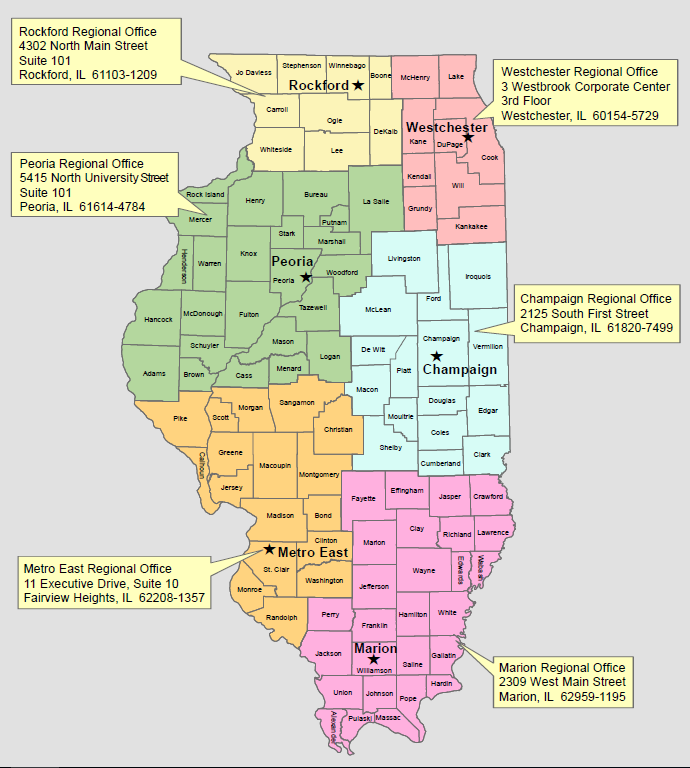 Rockford Regional Office
4302 North Main Street
Suite 101
Rockford, IL 61103-1209
Westchester Regional Office
3 Westbrook Corporate Center
3rd Floor
Westchester, IL 60154-5729
Peoria Regional Office
5415 North University Street
Suite 101
Peoria, IL 61614-4784
Champaign Regional Office
2125 South First Street
Champaign, IL 61820-7499
Metro East Regional Office
11 Executive Drive, Suite 10
Fairview Heights, IL 62208-1357
Marion Regional Office
2309 West Main Street
Marion, IL 62959-1195
Jo Daviess
Stephenson
Winnebago
Boone
McHenry
Lake
Rockford
Carroll
Ogle
DeKalb
Whiteside
Lee
Westchester
Kane
DuPage
Cook
Kendall
Will
Grundy
Kankakee
Rock Island
Mercer
Henry
Bureau
La Salle
Putnam
Stark
Marshall
Henderson
Warren
Knox
Peoria
Peoria
Woodford
Hancock
McDonough
Fulton
Tazewell
Schuyler
Mason
Logan
Adams
Brown
Cass
Menard
Livingston
Iroquois
Ford
McLean
Champaign
Champaign
Vermilion
De Witt
Piatt
Macon
Douglas
Edgar
Moultrie
Coles
Shelby
Cumberland
Clark
Pike
Scott
Morgan
Sangamon
Christian
Calhoun
Greene
Jersey
Macoupin
Montgomery
Madison
Bond
Clinton
Metro East
St. Clair
Washington
Monroe
Randolph
Fayette
Effingham
Jasper
Crawford
Clay
Richland
Lawrence
Marion
Wayne
Edwards
Wabash
Jefferson
Perry
Franklin
Hamilton
White
Jackson
Marion
Williamson
Saline
Gallatin
Union
Johnson
Pope
Hardin
Alexander
Pulaski
Massac